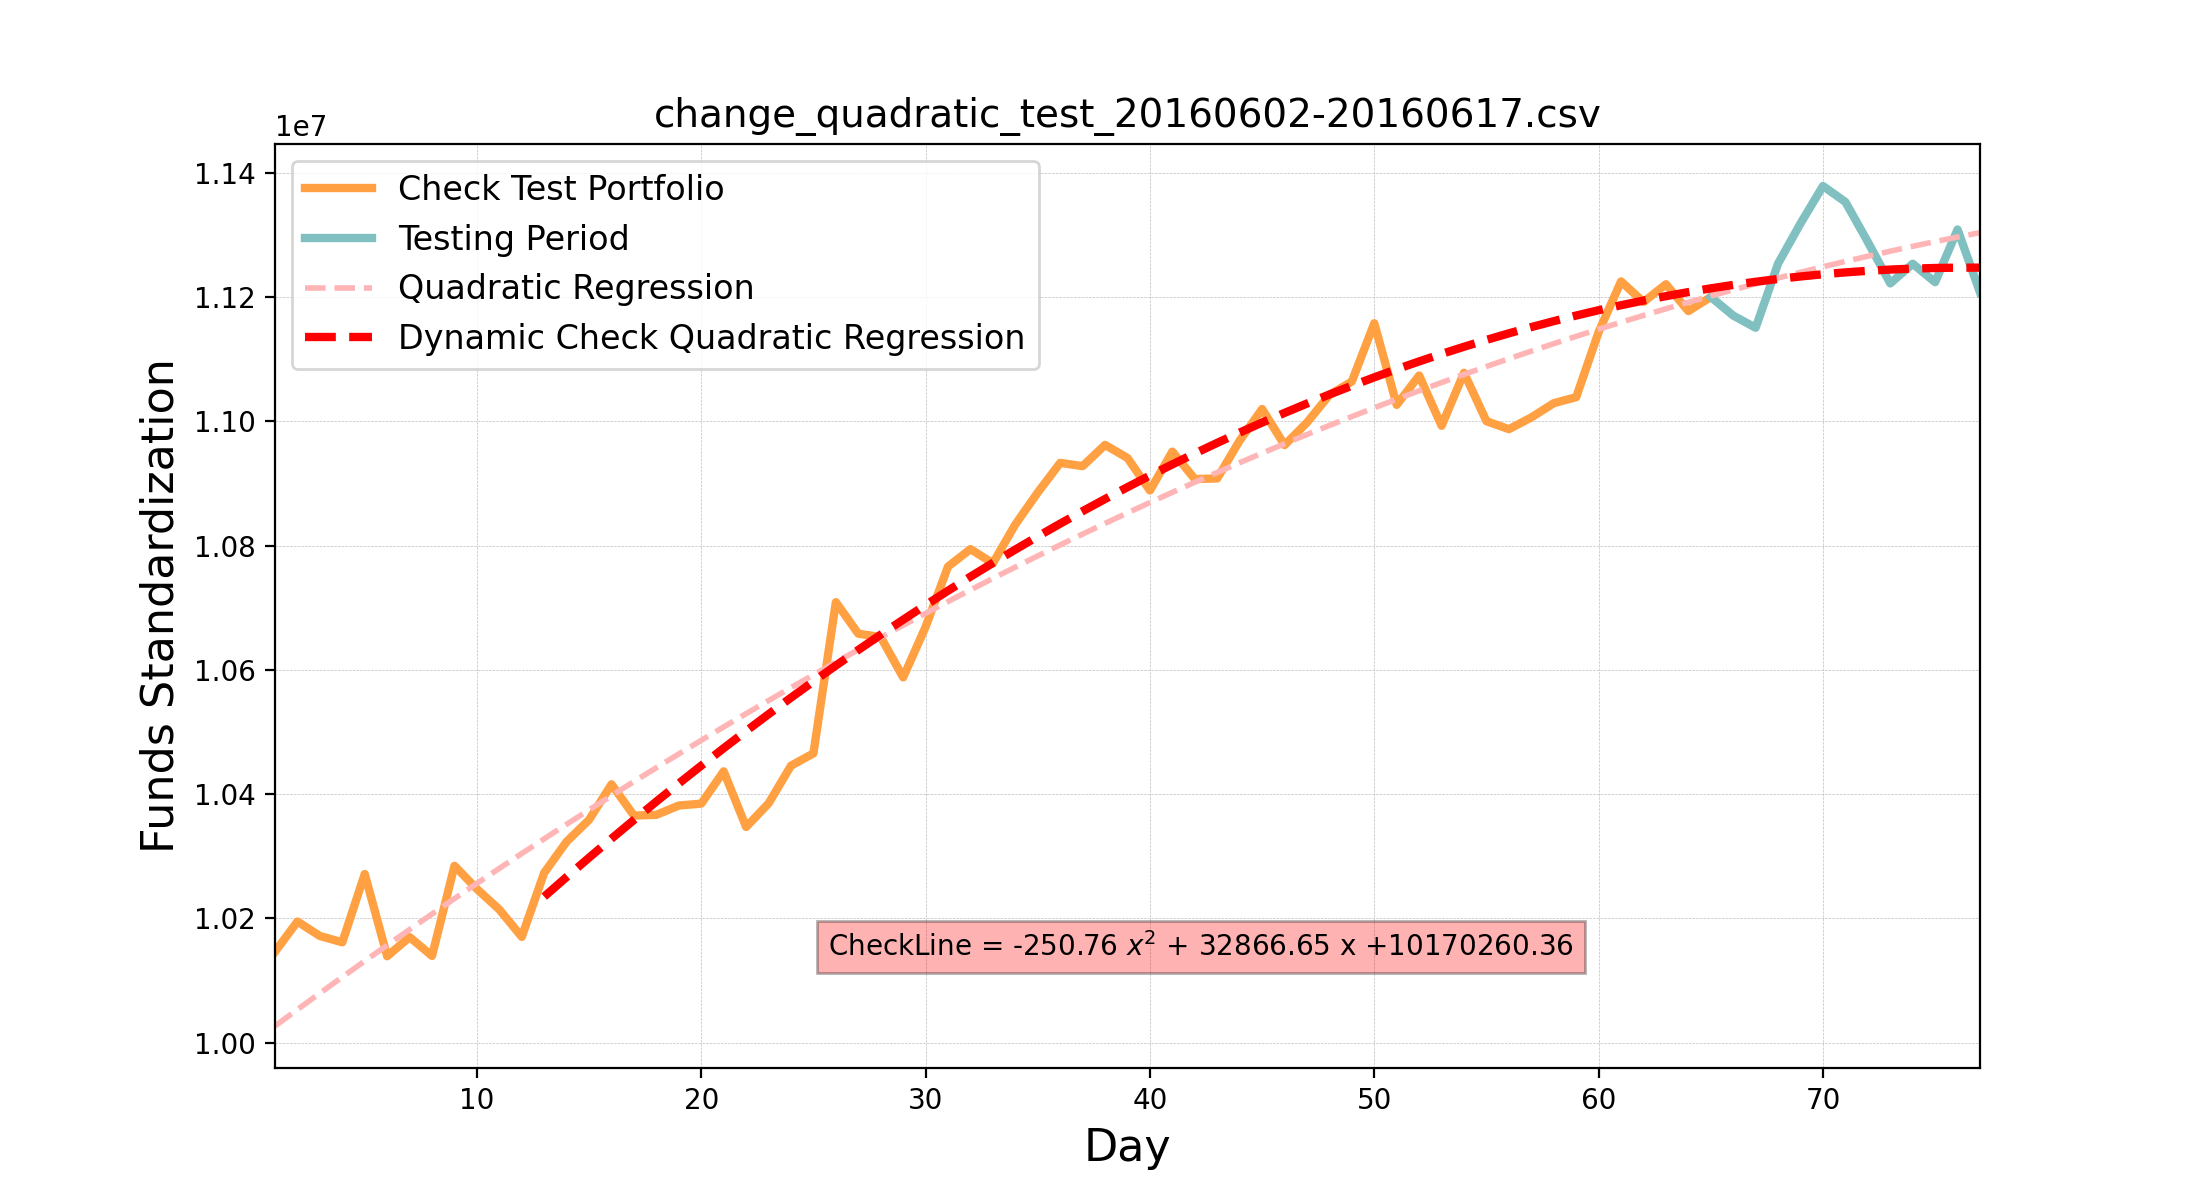 change_quadratic_test_20160602-20160617.csv
1e7
1.14
1.12
1.10
1.08
1.06
1.04
1.02
1.00
Funds Standardization
Check Test Portfolio
Testing Period
Quadratic Regression
Dynamic Check Quadratic Regression
CheckLine = -250.76 x² + 32866.65 x +10170260.36
10 20 30 40 50 60 70
Day